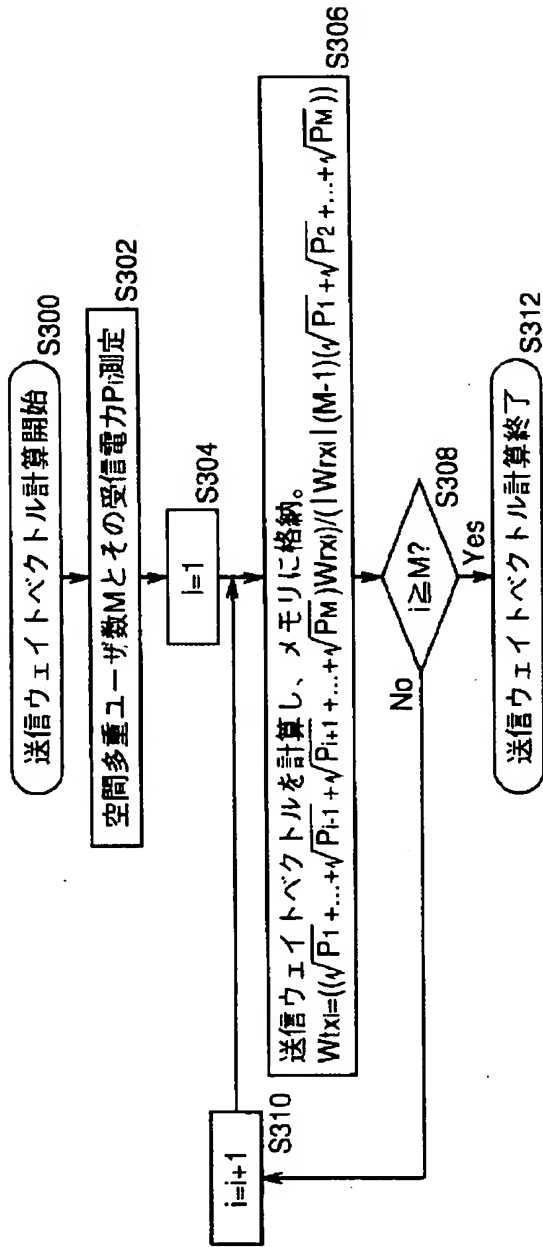 送信ウェイトベクトル計算開始
S300
空間多重ユーザ数Mとその受信電力Pi測定
S302
i=1
S304
送信ウェイトベクトルを計算し、メモリに格納。
Wtxi=((√P1+...+√Pi-1+√Pi+1+...+√PM)Wrxi)/(|Wrxi|(M-1)(√P1+√P2+...+√PM))
S306
i≧M?
S308
No
Yes
i=i+1
S310
送信ウェイトベクトル計算終了
S312